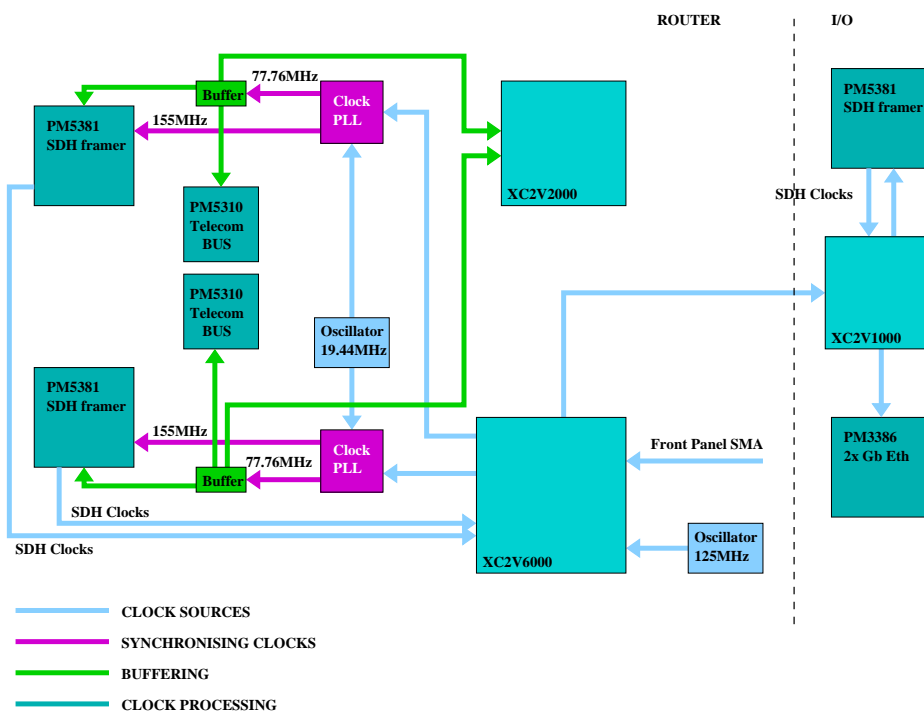 ROUTER
I/O
77.76MHz
Buffer
Clock
PLL
PM5381
SDH framer
155MHz
PM5381
SDH framer
XC2V2000
SDH Clocks
PM5310
Telecom
BUS
PM5310
Telecom
BUS
Oscillator
19.44MHz
XC2V1000
PM5381
SDH framer
155MHz
Clock
PLL
77.76MHz
Buffer
Front Panel SMA
PM3386
2x Gb Eth
SDH Clocks
SDH Clocks
XC2V6000
Oscillator
125MHz
CLOCK SOURCES
SYNCHRONISING CLOCKS
BUFFERING
CLOCK PROCESSING